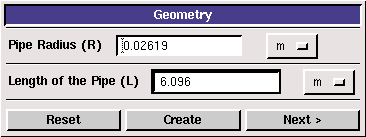 Geometry
Pipe Radius (R) 0.02619 m
Length of the Pipe (L) 6.096 m
Reset Create Next >